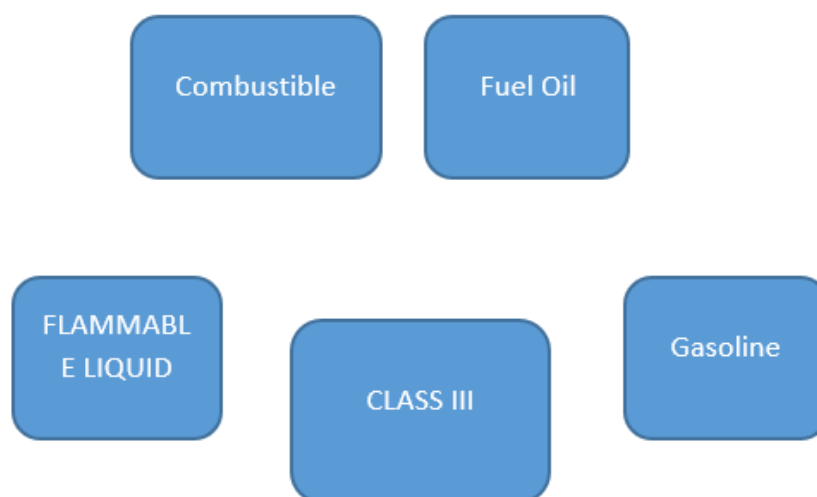 Combustible
Fuel Oil
FLAMMABL
E LIQUID
CLASS III
Gasoline